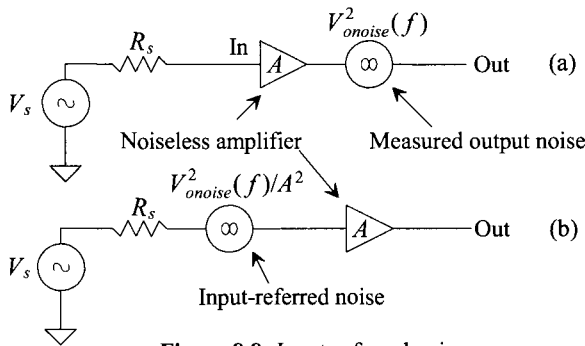 V²onoise(f)
Rs
In
A
∞
Out
(a)
Vs
~
Noiseless amplifier
Measured output noise
V²onoise(f)/A²
Rs
∞
A
Out
(b)
Vs
~
Input-referred noise